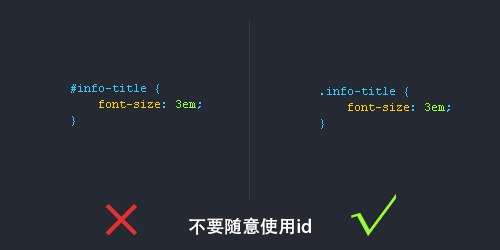 #info-title {
    font-size: 3em;
}
.info-title {
    font-size: 3em;
}
不要随意使用id